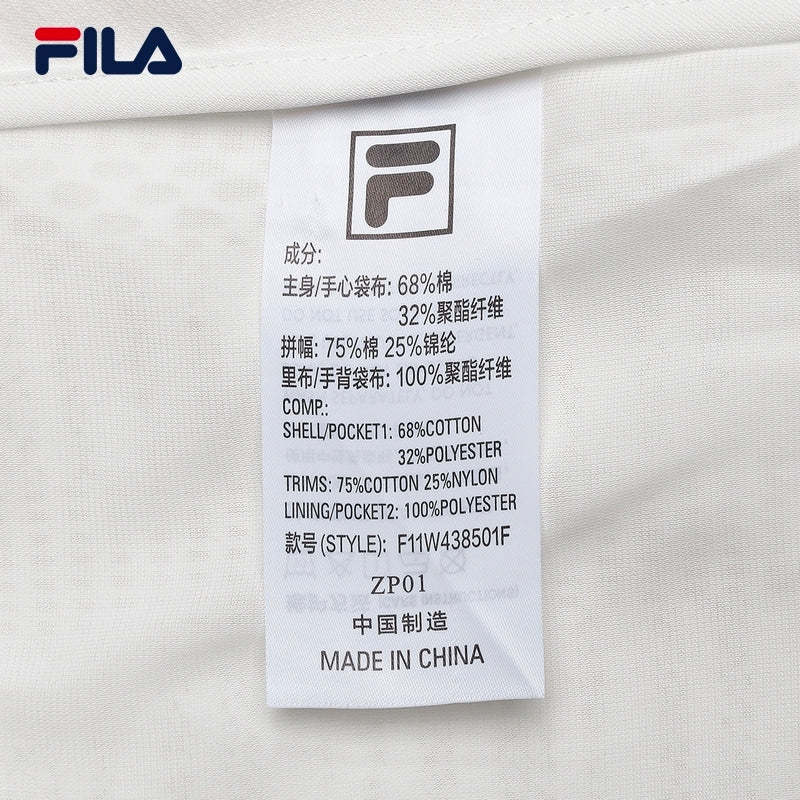 FILA
F
成分:
主身/手心袋布: 68%棉
32%聚酯纤维
拼幅: 75%棉 25%锦纶
里布/手背袋布: 100%聚酯纤维
COMP.:
SHELL/POCKET1: 68%COTTON
32%POLYESTER
TRIMS: 75%COTTON 25%NYLON
LINING/POCKET2: 100%POLYESTER
款号(STYLE): F11W438501F
ZP01
中国制造
MADE IN CHINA